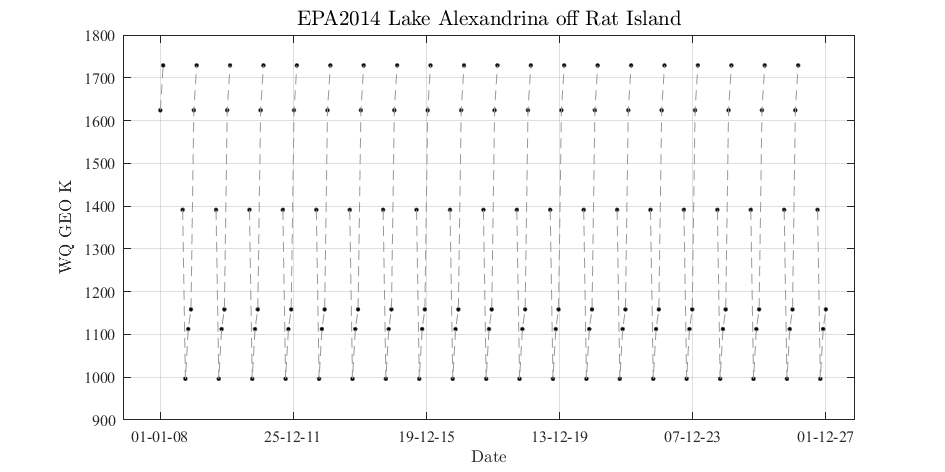 EPA2014 Lake Alexandrina off Rat Island
1800
1700
1600
1500
1400
1300
1200
1100
1000
900
WQ GEO K
01-01-08 25-12-11 19-12-15 13-12-19 07-12-23 01-12-27
Date